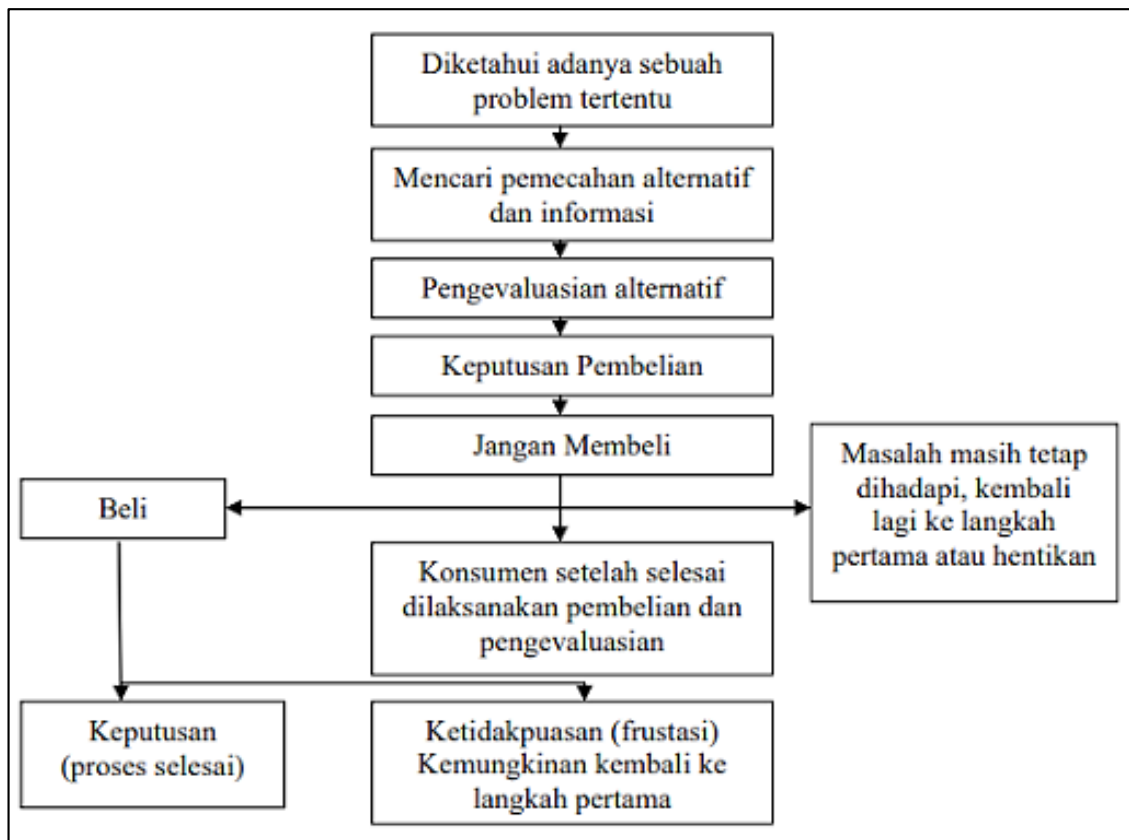 Diketahui adanya sebuah
problem tertentu
Mencari pemecahan alternatif
dan informasi
Pengevaluasian alternatif
Keputusan Pembelian
Jangan Membeli
Masalah masih tetap
dihadapi, kembali
lagi ke langkah
pertama atau hentikan
Beli
Konsumen setelah selesai
dilaksanakan pembelian dan
pengevaluasian
Keputusan
(proses selesai)
Ketidakpuasan (frustasi)
Kemungkinan kembali ke
langkah pertama